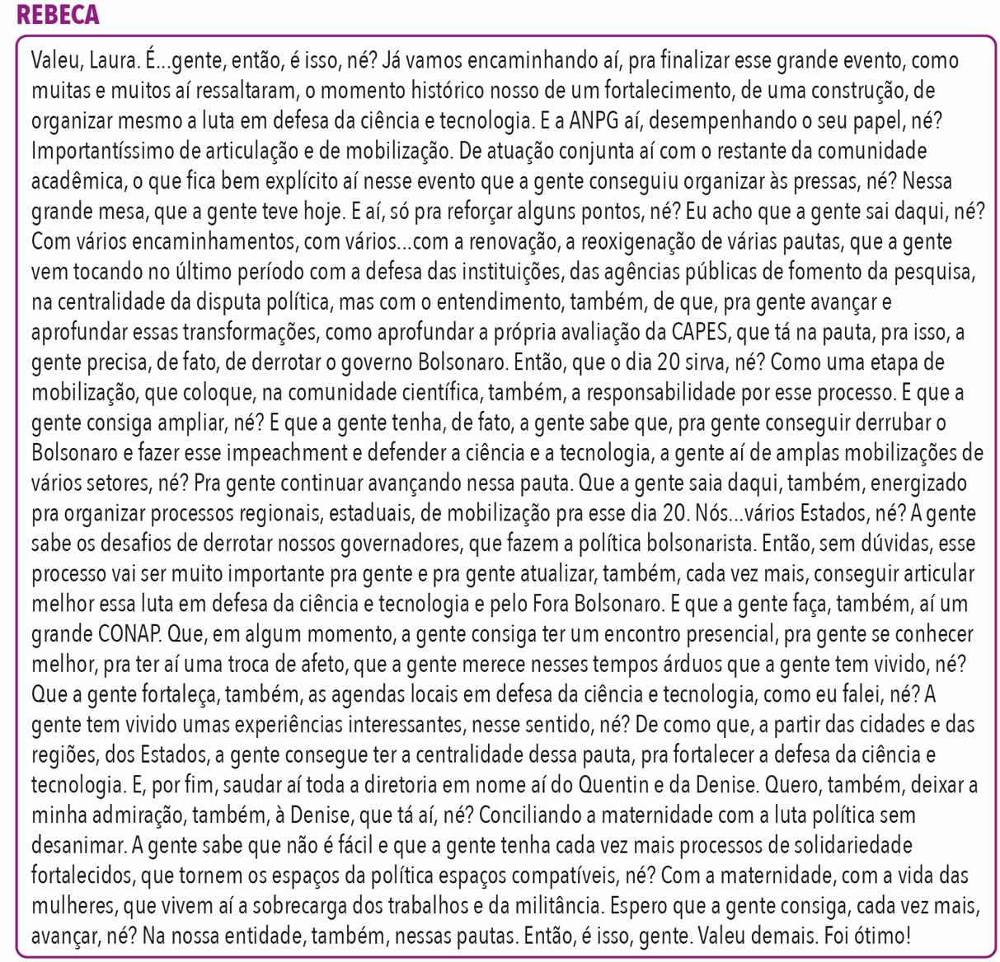 REBECA
Valeu, Laura. É...gente, então, é isso, né? Já vamos encaminhando aí, pra finalizar esse grande evento, como
muitas e muitos aí ressaltaram, o momento histórico nosso de um fortalecimento, de uma construção, de
organizar mesmo a luta em defesa da ciência e tecnologia. E a ANPG aí, desempenhando o seu papel, né?
Importantíssimo de articulação e de mobilização. De atuação conjunta aí com o restante da comunidade
acadêmica, o que fica bem explícito aí nesse evento que a gente conseguiu organizar às pressas, né? Nessa
grande mesa, que a gente teve hoje. E aí, só pra reforçar alguns pontos, né? Eu acho que a gente sai daqui, né?
Com vários encaminhamentos, com vários...com a renovação, a reoxigenação de várias pautas, que a gente
vem tocando no último período com a defesa das instituições, das agências públicas de fomento da pesquisa,
na centralidade da disputa política, mas com o entendimento, também, de que, pra gente avançar e
aprofundar essas transformações, como aprofundar a própria avaliação da CAPES, que tá na pauta, pra isso, a
gente precisa, de fato, de derrotar o governo Bolsonaro. Então, que o dia 20 sirva, né? Como uma etapa de
mobilização, que coloque, na comunidade científica, também, a responsabilidade por esse processo. E que a
gente consiga ampliar, né? E que a gente tenha, de fato, a gente sabe que, pra gente conseguir derrubar o
Bolsonaro e fazer esse impeachment e defender a ciência e a tecnologia, a gente aí de amplas mobilizações de
vários setores, né? Pra gente continuar avançando nessa pauta. Que a gente saia daqui, também, energizado
pra organizar processos regionais, estaduais, de mobilização pra esse dia 20. Nós...vários Estados, né? A gente
sabe os desafios de derrotar nossos governadores, que fazem a política bolsonarista. Então, sem dúvidas, esse
processo vai ser muito importante pra gente e pra gente atualizar, também, cada vez mais, conseguir articular
melhor essa luta em defesa da ciência e tecnologia e pelo Fora Bolsonaro. E que a gente faça, também, aí um
grande CONAP. Que, em algum momento, a gente consiga ter um encontro presencial, pra gente se conhecer
melhor, pra ter aí uma troca de afeto, que a gente merece nesses tempos árduos que a gente tem vivido, né?
Que a gente fortaleça, também, as agendas locais em defesa da ciência e tecnologia, como eu falei, né? A
gente tem vivido umas experiências interessantes, nesse sentido, né? De como que, a partir das cidades e das
regiões, dos Estados, a gente consegue ter a centralidade dessa pauta, pra fortalecer a defesa da ciência e
tecnologia. E, por fim, saudar aí toda a diretoria em nome aí do Quentin e da Denise. Quero, também, deixar a
minha admiração, também, à Denise, que tá aí, né? Conciliando a maternidade com a luta política sem
desanimar. A gente sabe que não é fácil e que a gente tenha cada vez mais processos de solidariedade
fortalecidos, que tornem os espaços da política espaços compatíveis, né? Com a maternidade, com a vida das
mulheres, que vivem aí a sobrecarga dos trabalhos e da militância. Espero que a gente consiga, cada vez mais,
avançar, né? Na nossa entidade, também, nessas pautas. Então, é isso, gente. Valeu demais. Foi ótimo!